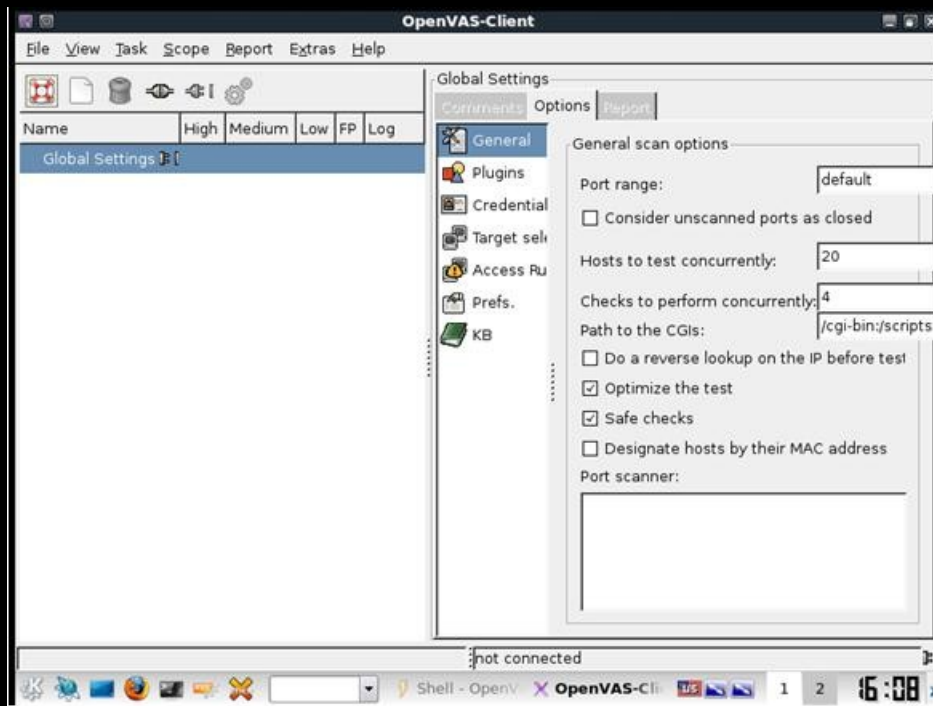 OpenVAS-Client
File View Task Scope Report Extras Help
Name High Medium Low FP Log
Global Settings
Global Settings
Comments Options Report
General
Plugins
Credential
Target sele
Access Ru
Prefs.
KB
General scan options
Port range: default
Consider unscanned ports as closed
Hosts to test concurrently: 20
Checks to perform concurrently: 4
Path to the CGIs: /cgi-bin:/scripts
Do a reverse lookup on the IP before test
Optimize the test
Safe checks
Designate hosts by their MAC address
Port scanner:
not connected
Shell - OpenV OpenVAS-Cli US 1 2 16:08